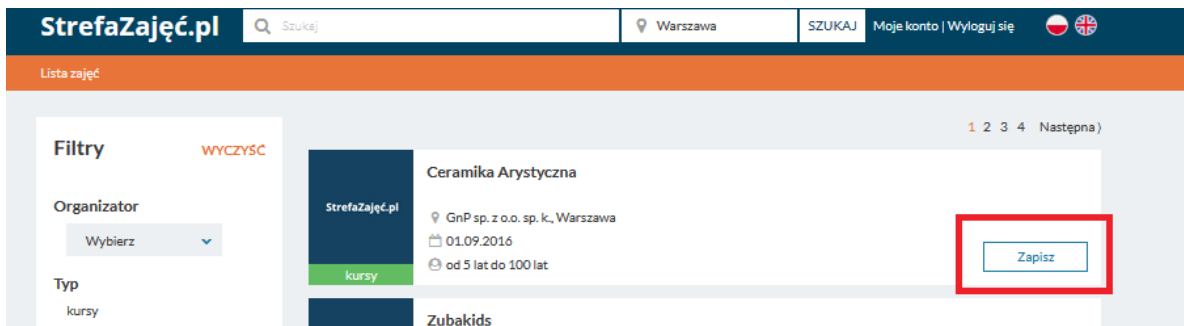 StrefaZajęć.pl Szukaj Warszawa SZUKAJ Moje konto | Wyloguj się
Lista zajęć
1 2 3 4 Następna⟩
Filtry WYCZYŚĆ
Organizator
Wybierz
Typ
kursy
StrefaZajęć.pl
kursy
Ceramika Arystyczna
GnP sp. z o.o. sp. k., Warszawa
01.09.2016
od 5 lat do 100 lat
Zapisz
Zubakids